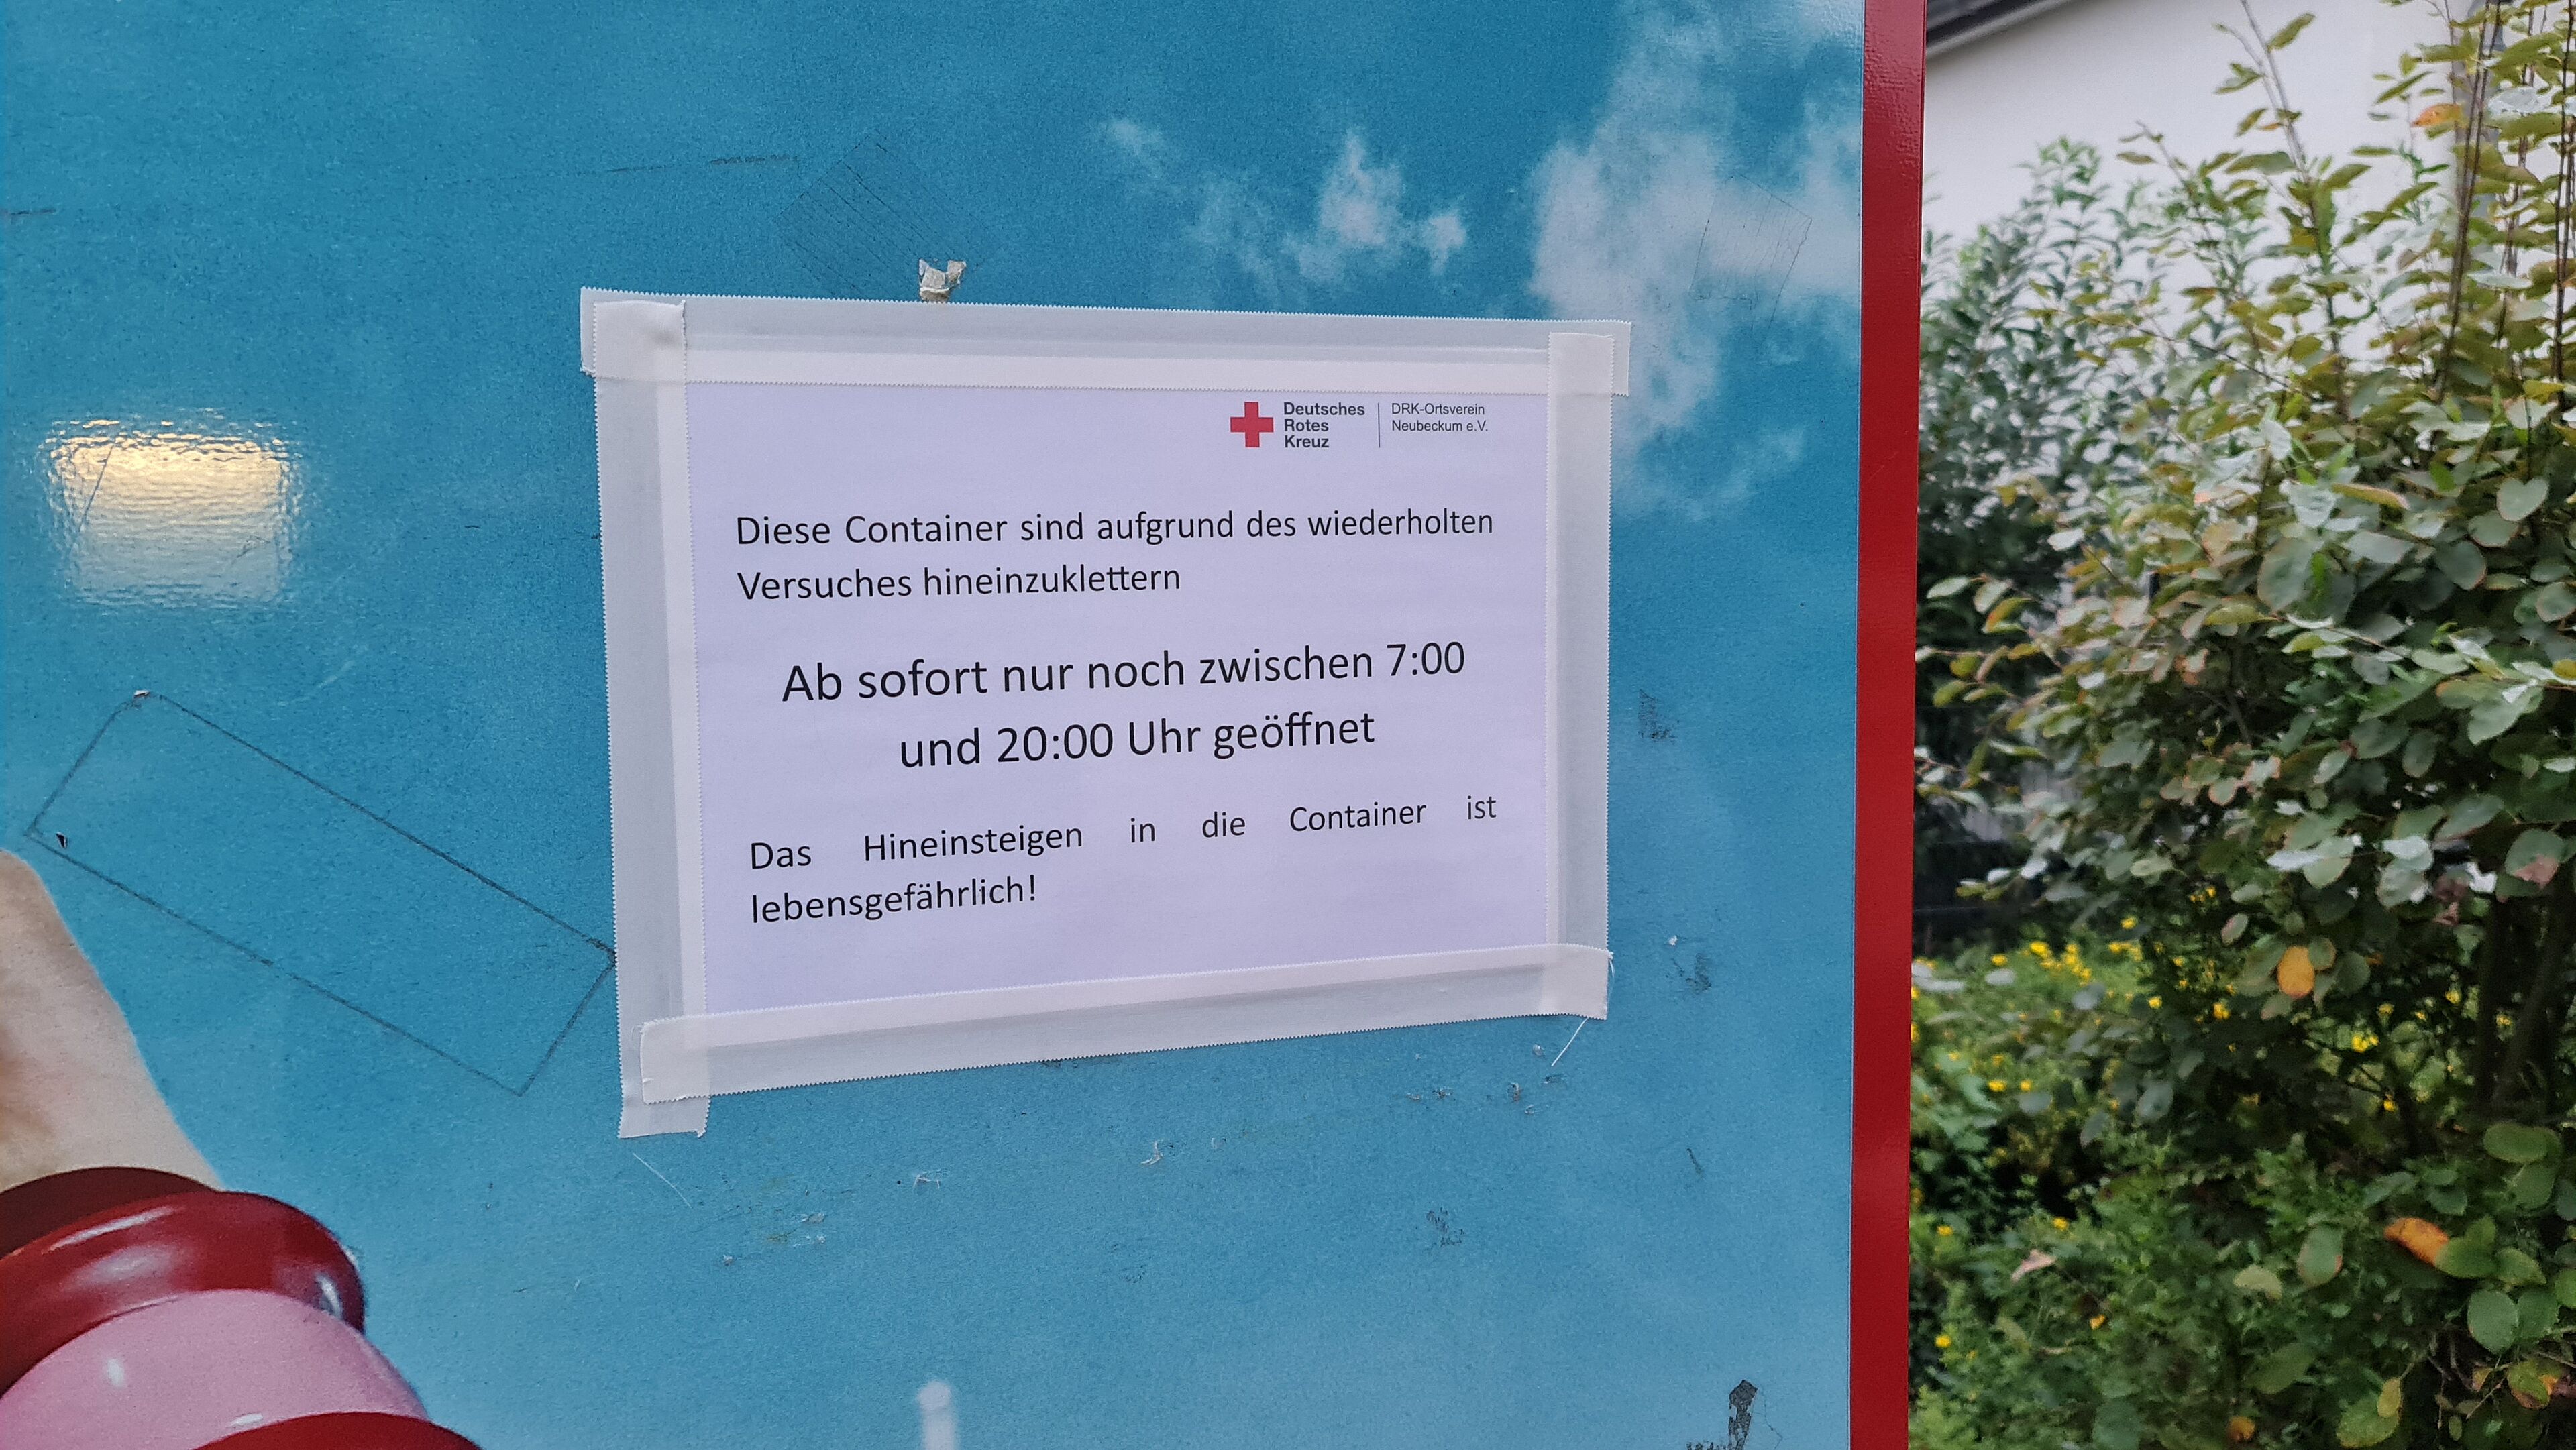 Deutsches
Rotes
Kreuz
DRK-Ortsverein
Neubeckum e.V.
Diese Container sind aufgrund des wiederholten
Versuches hineinzuklettern
Ab sofort nur noch zwischen 7:00
und 20:00 Uhr geöffnet
Das Hineinsteigen in die Container ist
lebensgefährlich!